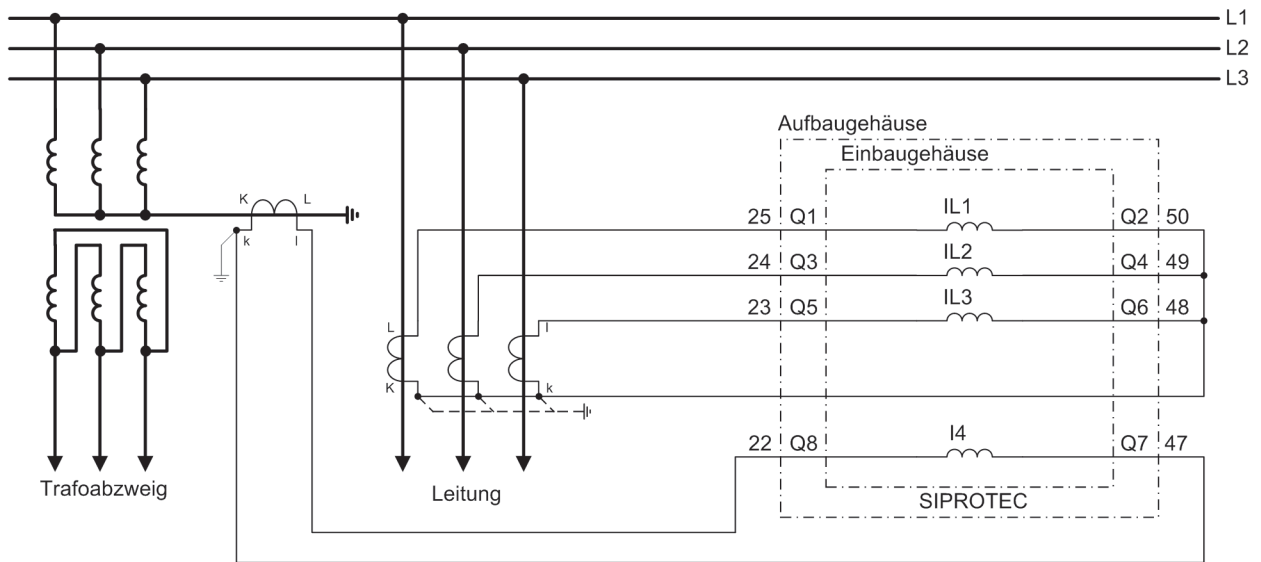 L1
L2
L3
Aufbaugehäuse
Einbaugehäuse
K L
k l
25 Q1 IL1 Q2 50
24 Q3 IL2 Q4 49
23 Q5 IL3 Q6 48
L l
K k
22 Q8 I4 Q7 47
Trafoabzweig
Leitung
SIPROTEC